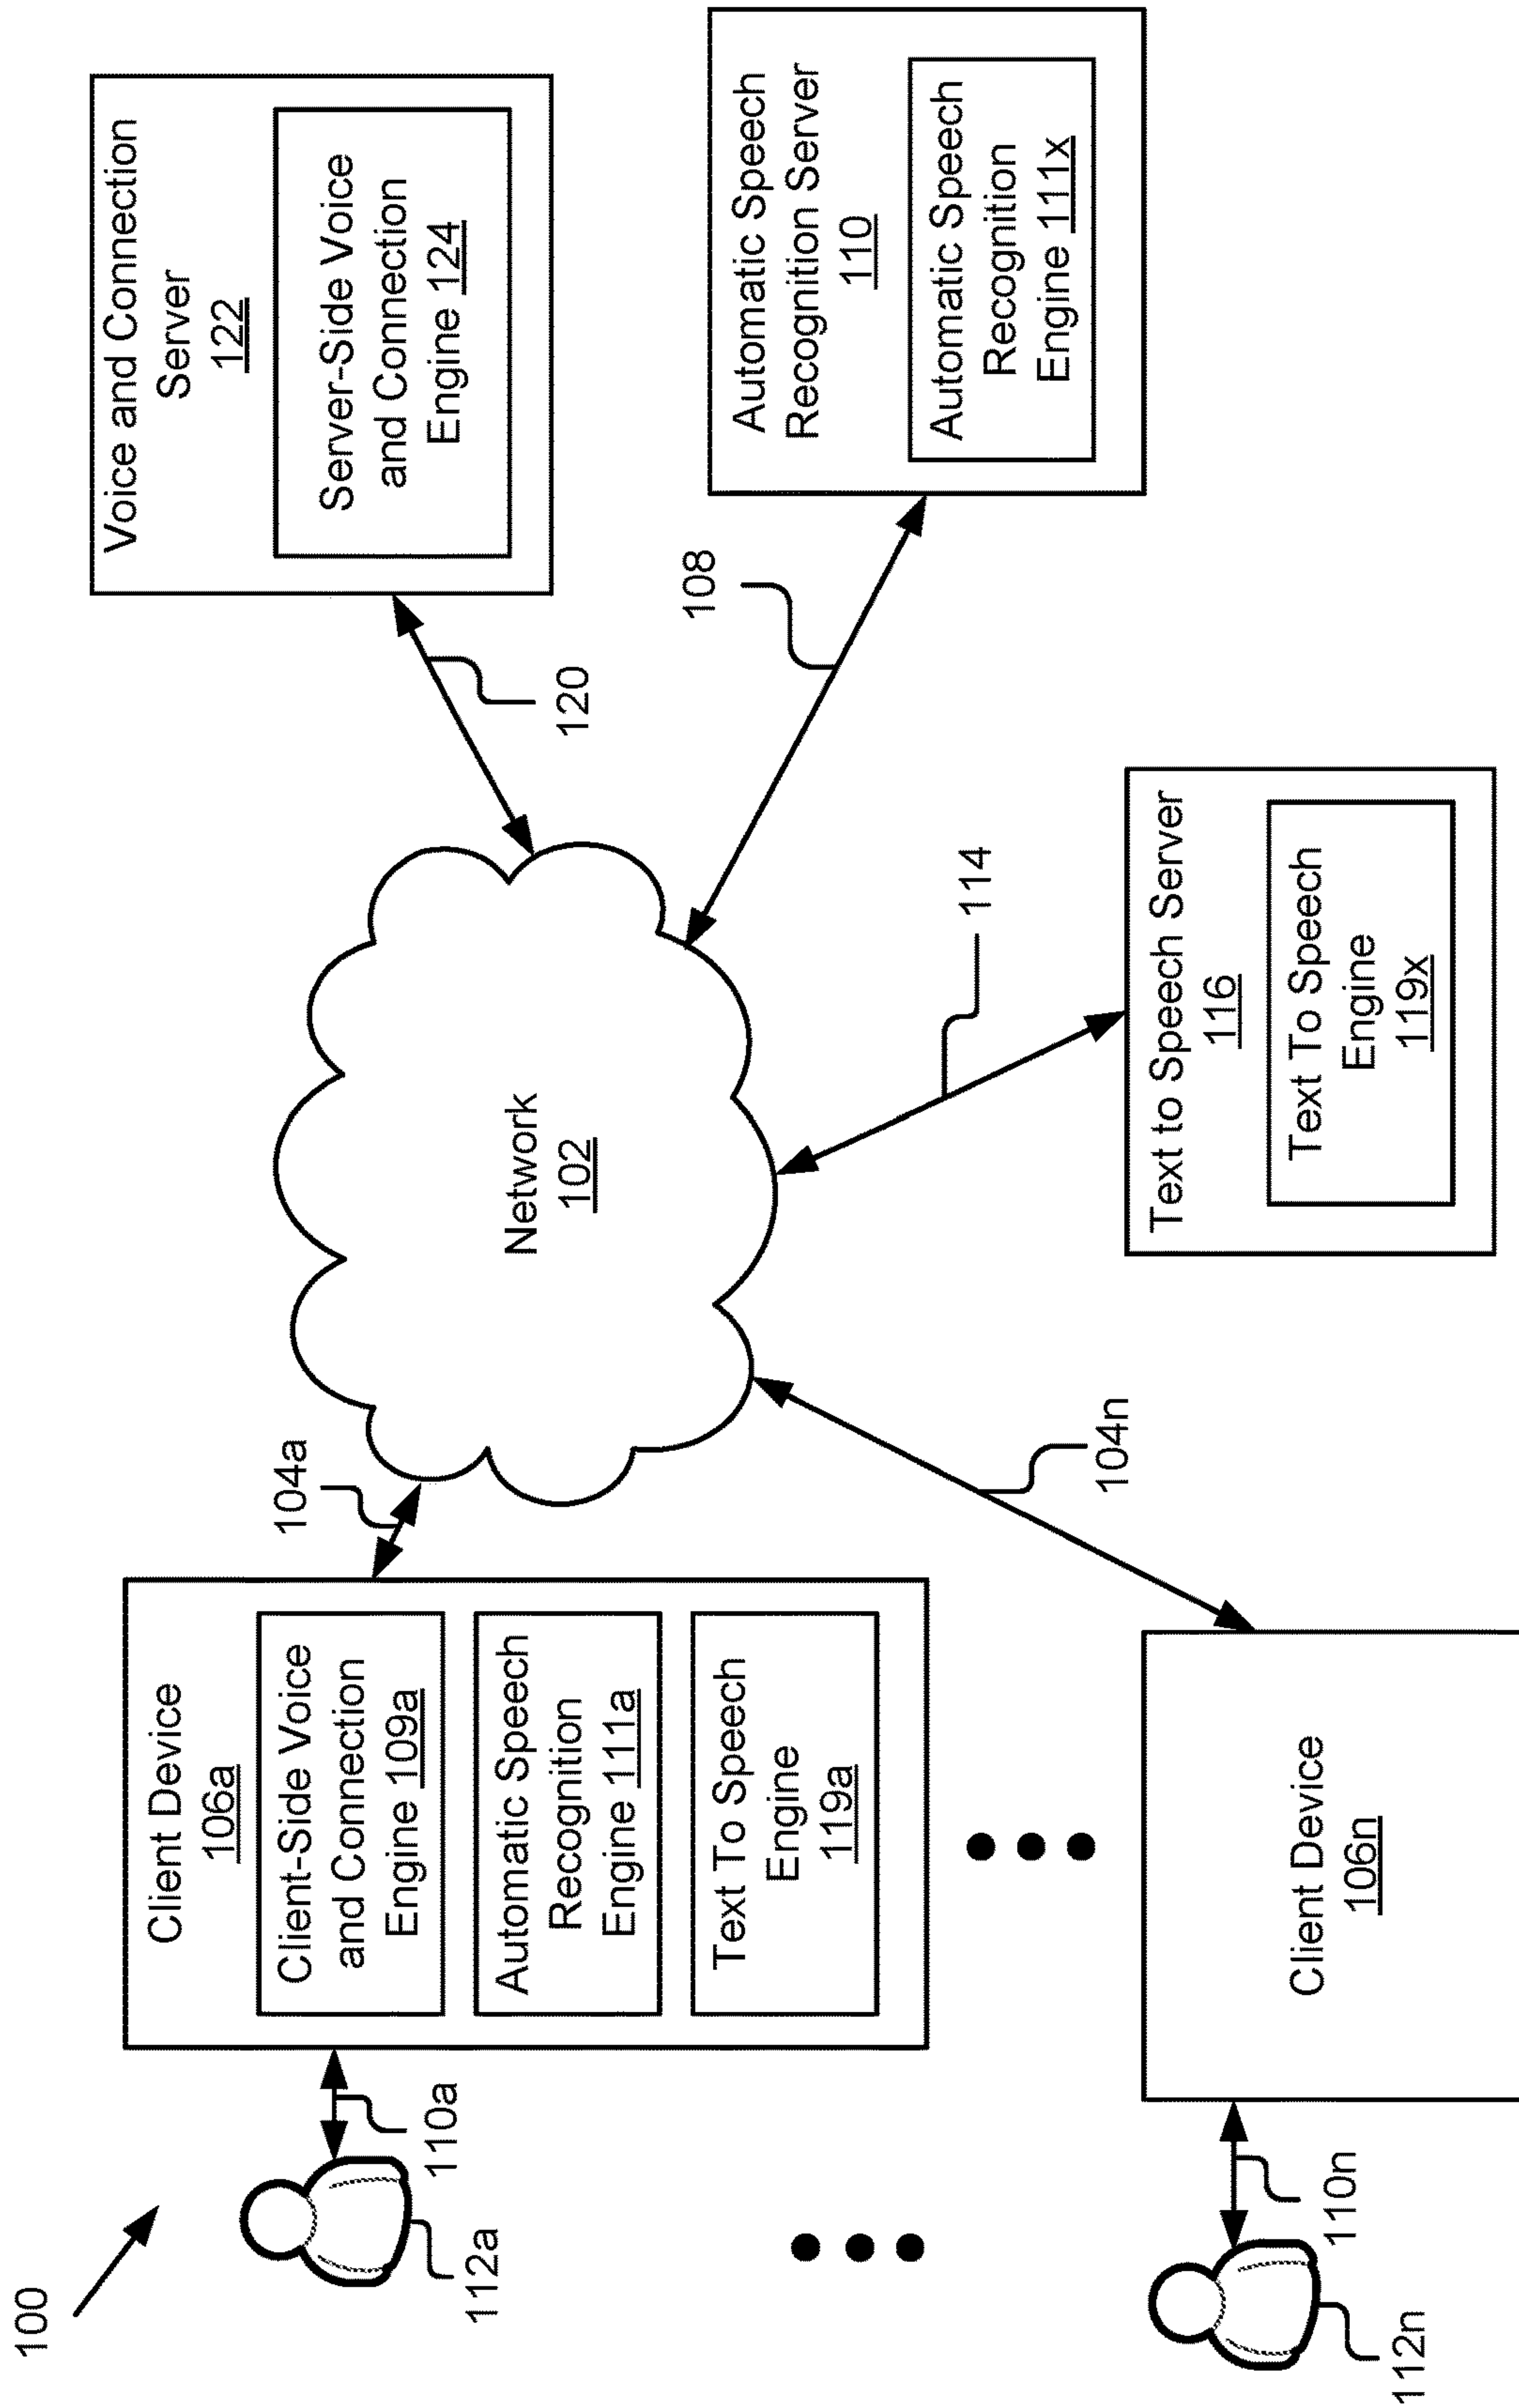 100
112a
110a
Client Device
106a
Client-Side Voice
and Connection
Engine 109a
Automatic Speech
Recognition
Engine 111a
Text To Speech
Engine
119a
104a
112n
110n
Client Device
106n
104n
Network
102
Voice and Connection
Server
122
Server-Side Voice
and Connection
Engine 124
120
108
Automatic Speech
Recognition Server
110
Automatic Speech
Recognition
Engine 111x
114
Text to Speech Server
116
Text To Speech
Engine
119x